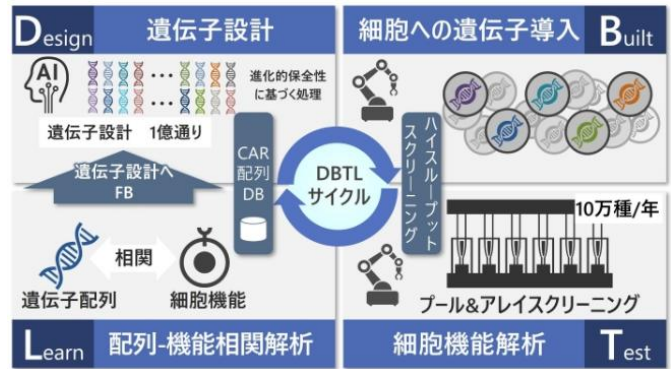 Design 遺伝子設計
AI
進化的保全性
に基づく処理
遺伝子設計 1億通り
遺伝子設計へ
FB
細胞への遺伝子導入 Built
CAR
配列
DB
DBTL
サイクル
ハイスループット
スクリーニング
相関
遺伝子配列
細胞機能
Learn 配列-機能相関解析
10万種/年
プール&アレイスクリーニング
細胞機能解析 Test